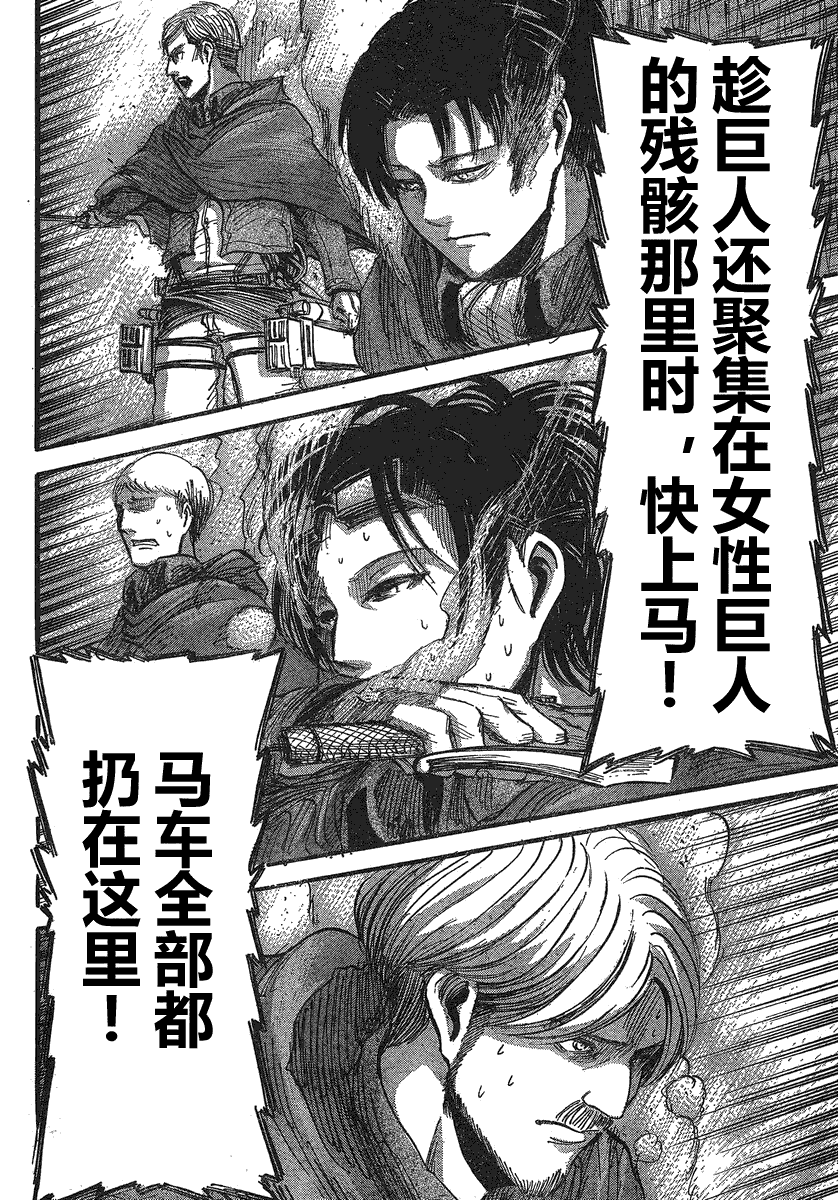 趁巨人还聚集在女性巨人
的残骸那里时，快上马！
马车全部都
扔在这里！